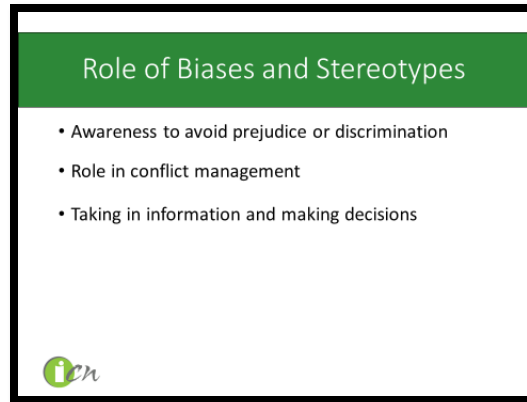 Role of Biases and Stereotypes
• Awareness to avoid prejudice or discrimination
• Role in conflict management
• Taking in information and making decisions
icn